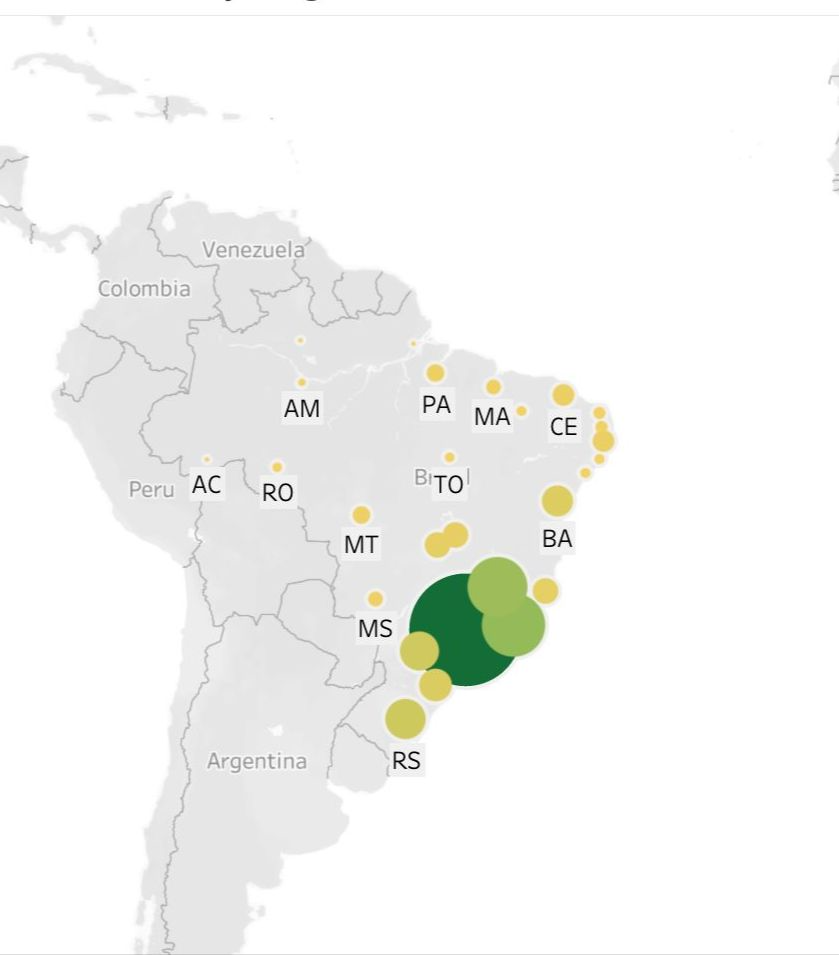 Venezuela
Colombia
AM
PA
MA
CE
Peru
AC
RO
TO
MT
BA
MS
Argentina
RS